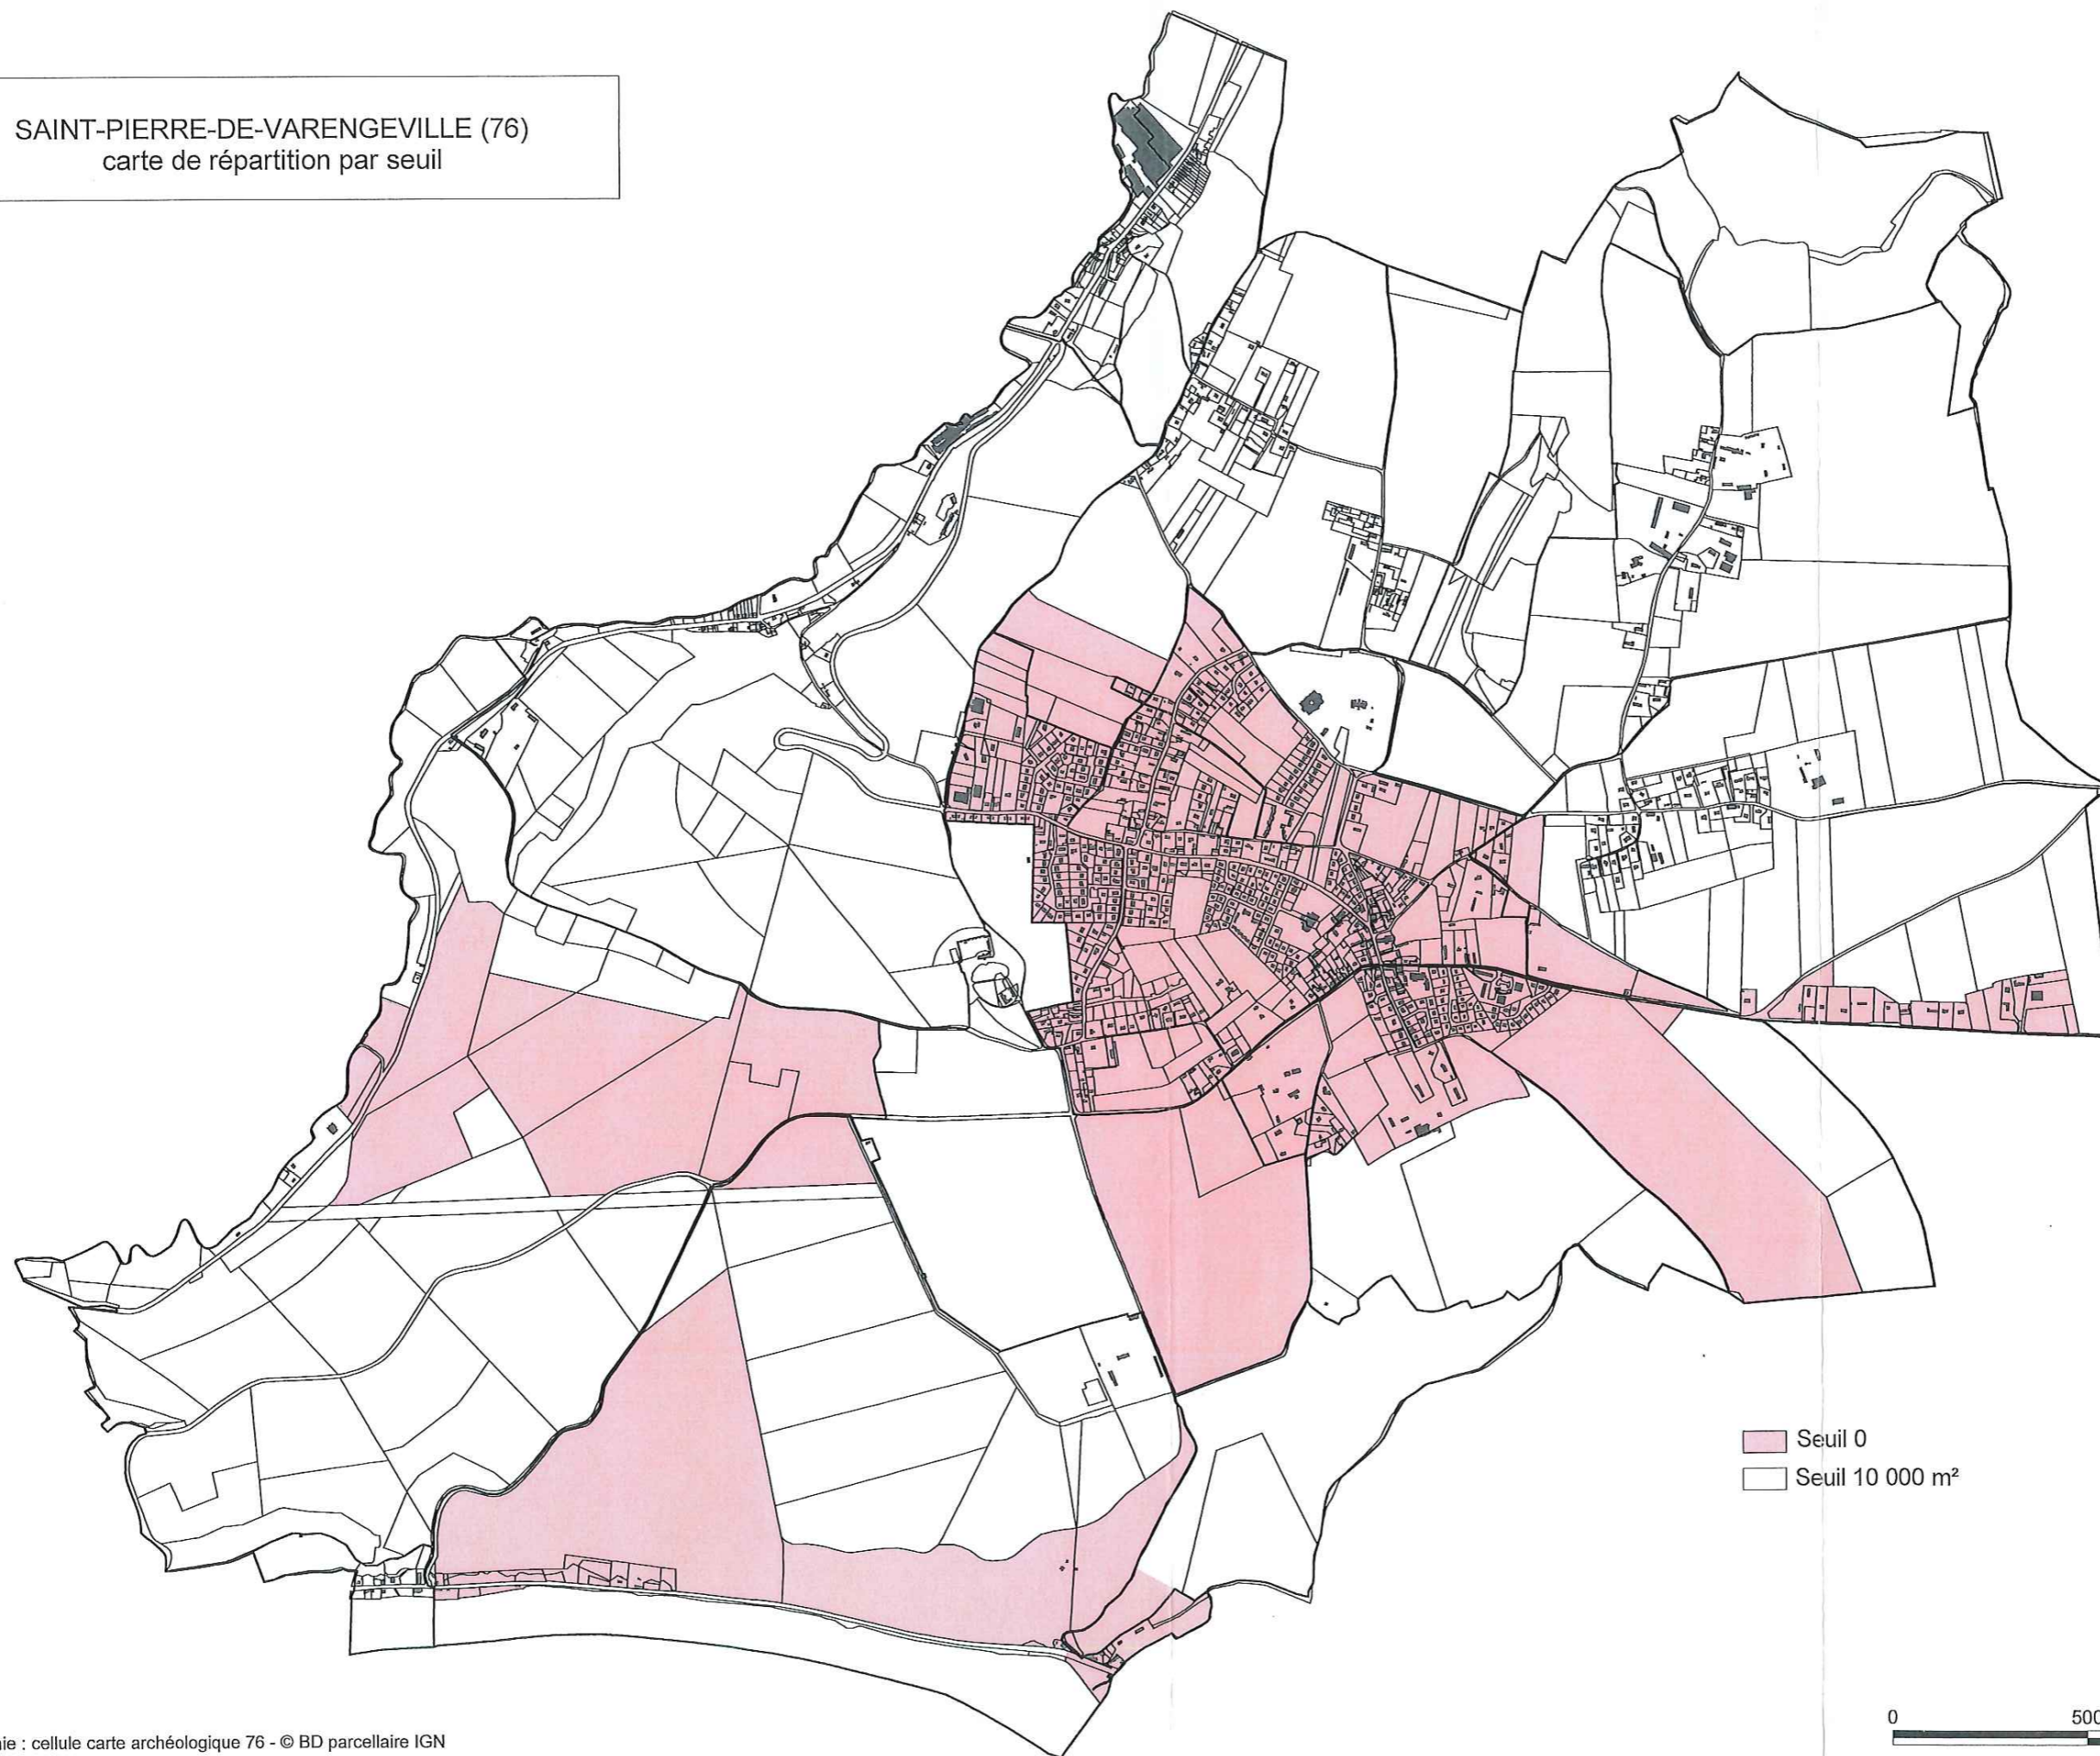 SAINT-PIERRE-DE-VARENGEVILLE (76)
carte de répartition par seuil
Seuil 0
Seuil 10 000 m²
0 500
: cellule carte archéologique 76 - © BD parcellaire IGN